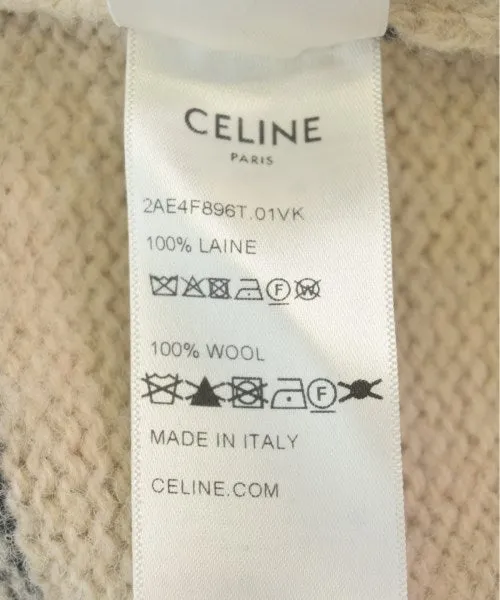 CELINE
PARIS
2AE4F896T.01VK
100% LAINE
F W
100% WOOL
F
MADE IN ITALY
CELINE.COM